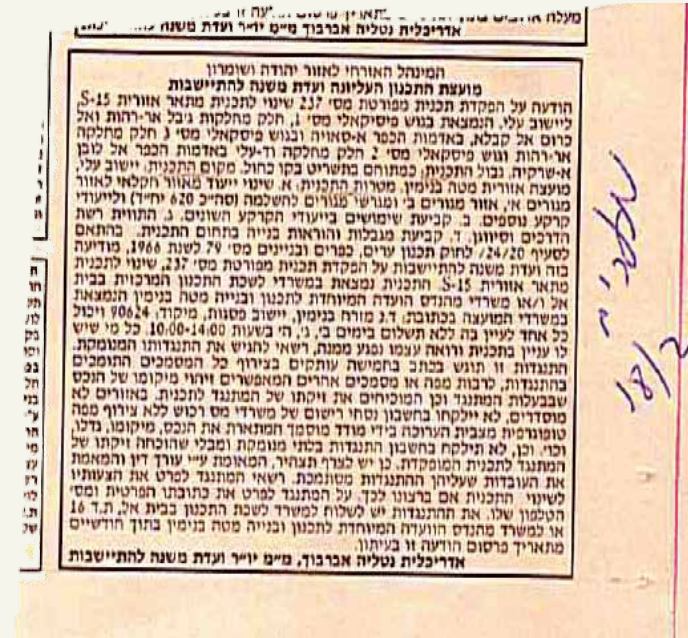 אדריכלית נטליה אברבוך מ"מ יו"ר ועדת משנה
המינהל האזרחי לאזור יהודה ושומרון
מועצת התכנון העליונה ועדת משנה להתיישבות
הודעה על הפקדת תכנית מפורטת מס' 237 שינוי לתכנית מתאר אזורית S-15
ליישוב עלי, הנמצאת בגוש פיסיקאלי מס' 1, חלק מחלקות ג'בל אר-רהות ואל
כרום אל קבלא, באדמות הכפר א-סאויה ובגוש פיסקאלי מס' 3 חלק מחלקה
אר-רהות וגוש פיסקאלי מס' 2 חלק מחלקה וד-עלי באדמות הכפר אל לובן
א-שרקיה. גבול התכנית: כמתוחם בתשריט בקו כחול. מקום התכנית: יישוב עלי,
מועצה אזורית מטה בנימין. מטרות התכנית: א. שינוי ייעוד מאזור חקלאי לאזור
מגורים א', אזור מגורים ב' ומגרשי מגורים להשלמה (סה"כ 620 יח"ד) ולייעודי
קרקע נוספים. ב. קביעת שימושים בייעודי הקרקע השונים. ג. התווית רשת
הדרכים וסיווגן. ד. קביעת מגבלות והוראות בנייה בתחום התכנית. בהתאם
לסעיף 24/20/ לחוק תכנון ערים, כפרים ובניינים מס' 79 לשנת 1966, מודיעה
בזה ועדת משנה להתיישבות על הפקדת תכנית מפורטת מס' 237, שינוי לתכנית
מתאר אזורית S-15. התכנית נמצאת במשרדי לשכת התכנון המרכזית בבית
אל ו/או משרדי מהנדס הועדה המיוחדת לתכנון ובנייה מטה בנימין הנמצאת
במשרדי המועצה בכתובת: ד.נ מזרח בנימין, יישוב פסגות, מיקוד, 90624 ויכול
כל אחד לעיין בה ללא תשלום בימים ב', ג', ה' בשעות 10:00-14:00. כל מי שיש
לו עניין בתכנית ורואה עצמו נפגע ממנה, רשאי להגיש את התנגדותו המנומקת.
התנגדות זו תוגש בכתב בחמישה עותקים בצירוף כל המסמכים התומכים
בהתנגדות, לרבות מפה או מסמכים אחרים המאפשרים זיהוי מיקומו של הנכס
שבבעלות המתנגד וכן המוכיחים את זיקתו של המתנגד לתכנית. באזורים לא
מוסדרים, לא יילקחו בחשבון נסחי רישום של משרדי מס רכוש ללא צירוף מפה
טופוגרפית מצבית הערוכה בידי מודד מוסמך המתארת את הנכס, מיקומו, גדלו,
וכו'. וכן, לא תילקח בחשבון התנגדות בלתי מנומקת ומבלי שהוכחה זיקתו של
המתנגד לתכנית המופקדת. כן יש לצרף תצהיר, המאומת ע"י עורך דין והמאמת
את העובדות שעליהן ההתנגדות מסתמכת. רשאי המתנגד לפרט את הצעותיו
לשינוי התכנית אם ברצונו לכך. על המתנגד לפרט את כתובתו הפרטית ומס'
הטלפון שלו. את ההתנגדות יש לשלוח למשרד לשכת התכנון בבית אל, ת.ד 16
או למשרד מהנדס הוועדה המיוחדת לתכנון ובנייה מטה בנימין בתוך חודשיים
מתאריך פרסום הודעה זו בעיתון.
אדריכלית נטליה אברבוך, מ"מ יו"ר ועדת משנה להתיישבות
18/2